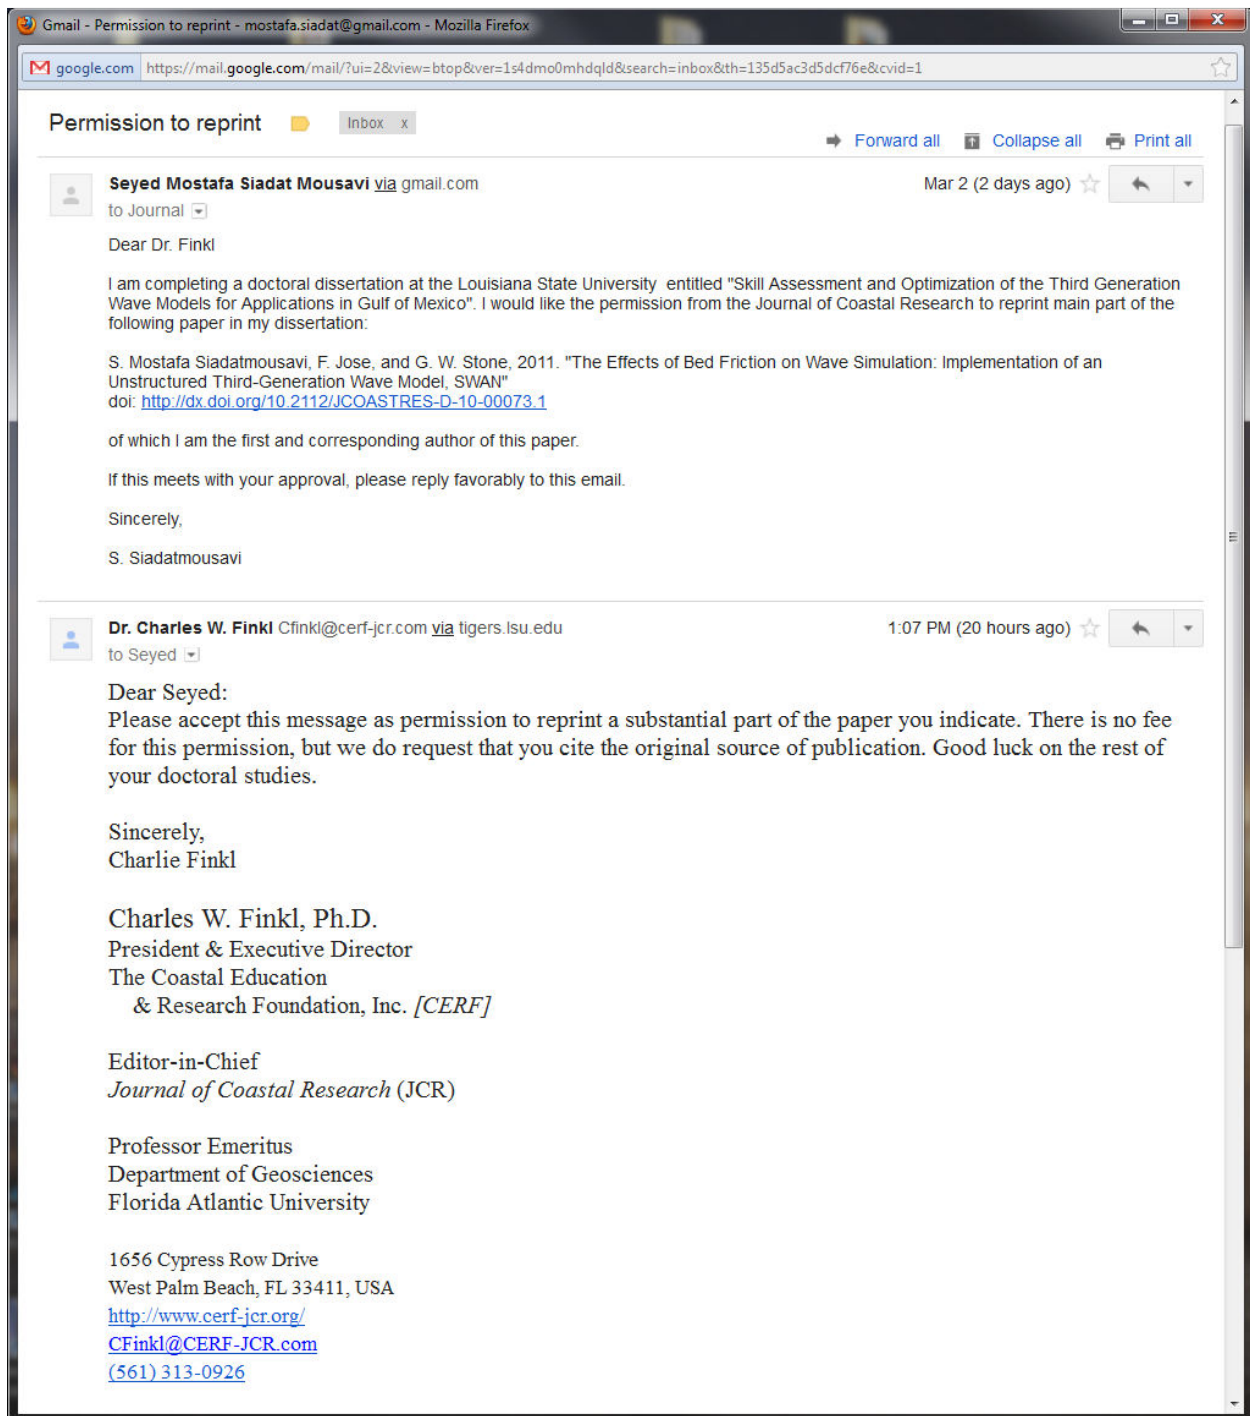 Gmail - Permission to reprint - mostafa.siadat@gmail.com - Mozilla Firefox
google.com https://mail.google.com/mail/?ui=2&view=btop&ver=1s4dmo0mhdqld&search=inbox&th=135d5ac3d5dcf76e&cvid=1
Permission to reprint Inbox x
Forward all Collapse all Print all
Seyed Mostafa Siadat Mousavi via gmail.com Mar 2 (2 days ago)
to Journal
Dear Dr. Finkl
I am completing a doctoral dissertation at the Louisiana State University entitled "Skill Assessment and Optimization of the Third Generation
Wave Models for Applications in Gulf of Mexico". I would like the permission from the Journal of Coastal Research to reprint main part of the
following paper in my dissertation:
S. Mostafa Siadatmousavi, F. Jose, and G. W. Stone, 2011. "The Effects of Bed Friction on Wave Simulation: Implementation of an
Unstructured Third-Generation Wave Model, SWAN"
doi: http://dx.doi.org/10.2112/JCOASTRES-D-10-00073.1
of which I am the first and corresponding author of this paper.
If this meets with your approval, please reply favorably to this email.
Sincerely,
S. Siadatmousavi
Dr. Charles W. Finkl Cfinkl@cerf-jcr.com via tigers.lsu.edu 1:07 PM (20 hours ago)
to Seyed
Dear Seyed:
Please accept this message as permission to reprint a substantial part of the paper you indicate. There is no fee
for this permission, but we do request that you cite the original source of publication. Good luck on the rest of
your doctoral studies.
Sincerely,
Charlie Finkl
Charles W. Finkl, Ph.D.
President & Executive Director
The Coastal Education
& Research Foundation, Inc. [CERF]
Editor-in-Chief
Journal of Coastal Research (JCR)
Professor Emeritus
Department of Geosciences
Florida Atlantic University
1656 Cypress Row Drive
West Palm Beach, FL 33411, USA
http://www.cerf-jcr.org/
CFinkl@CERF-JCR.com
(561) 313-0926